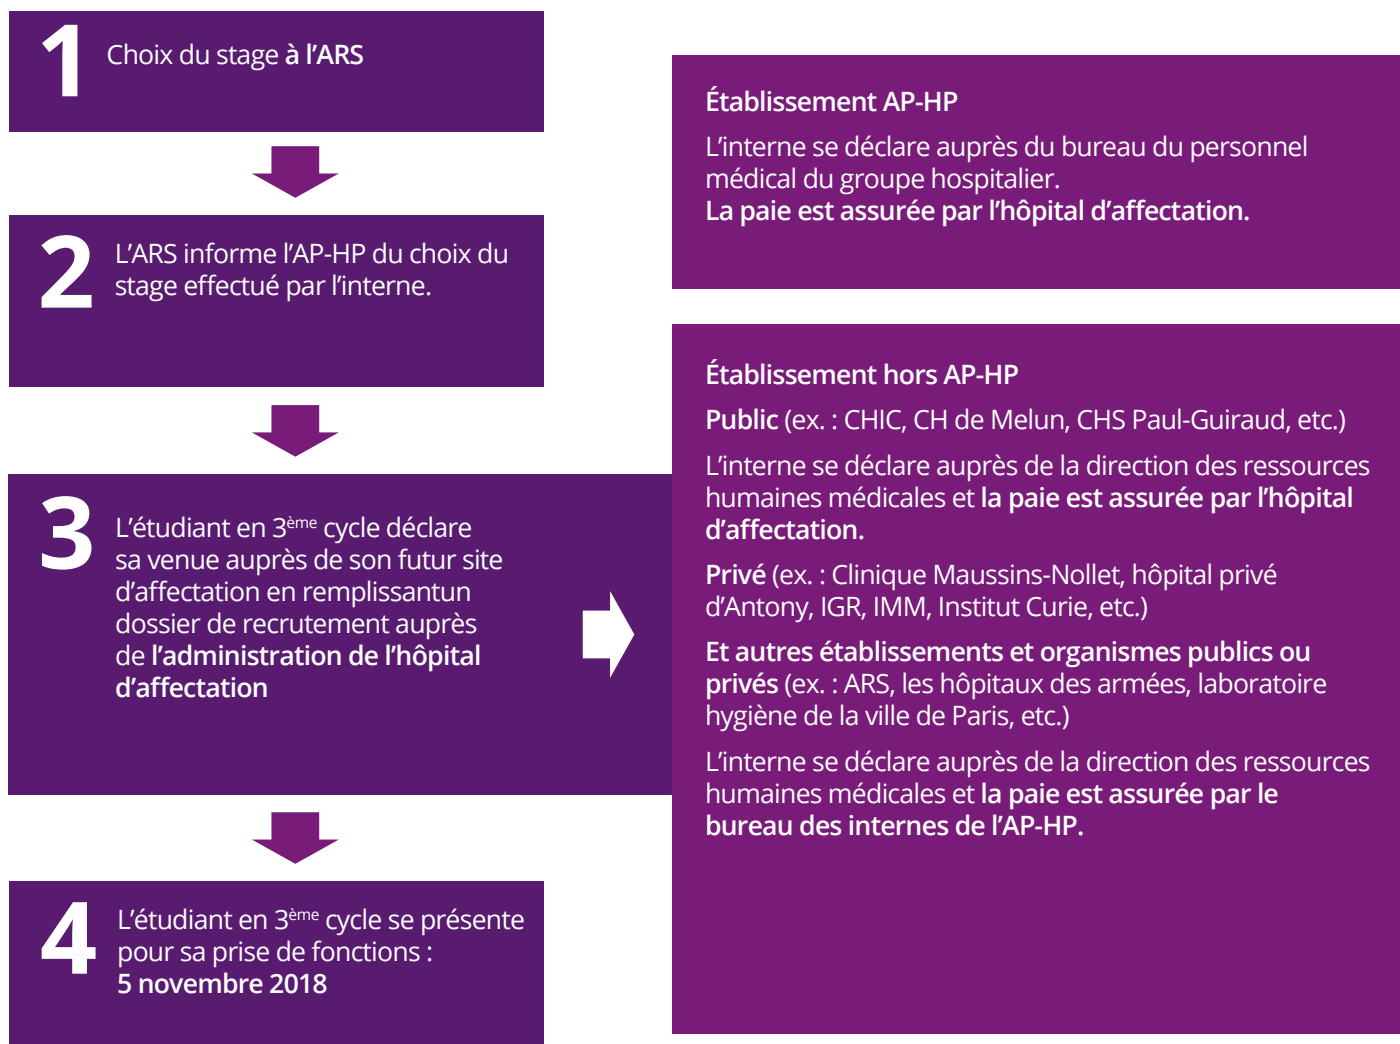 1
Choix du stage à l’ARS
2
L’ARS informe l’AP-HP du choix du
stage effectué par l’interne.
3
L’étudiant en 3ème cycle déclare
sa venue auprès de son futur site
d’affectation en remplissantun
dossier de recrutement auprès
de l’administration de l’hôpital
d’affectation
4
L’étudiant en 3ème cycle se présente
pour sa prise de fonctions :
5 novembre 2018
Établissement AP-HP
L’interne se déclare auprès du bureau du personnel
médical du groupe hospitalier.
La paie est assurée par l’hôpital d’affectation.
Établissement hors AP-HP
Public (ex. : CHIC, CH de Melun, CHS Paul-Guiraud, etc.)
L’interne se déclare auprès de la direction des ressources
humaines médicales et la paie est assurée par l’hôpital
d’affectation.
Privé (ex. : Clinique Maussins-Nollet, hôpital privé
d’Antony, IGR, IMM, Institut Curie, etc.)
Et autres établissements et organismes publics ou
privés (ex. : ARS, les hôpitaux des armées, laboratoire
hygiène de la ville de Paris, etc.)
L’interne se déclare auprès de la direction des ressources
humaines médicales et la paie est assurée par le
bureau des internes de l’AP-HP.